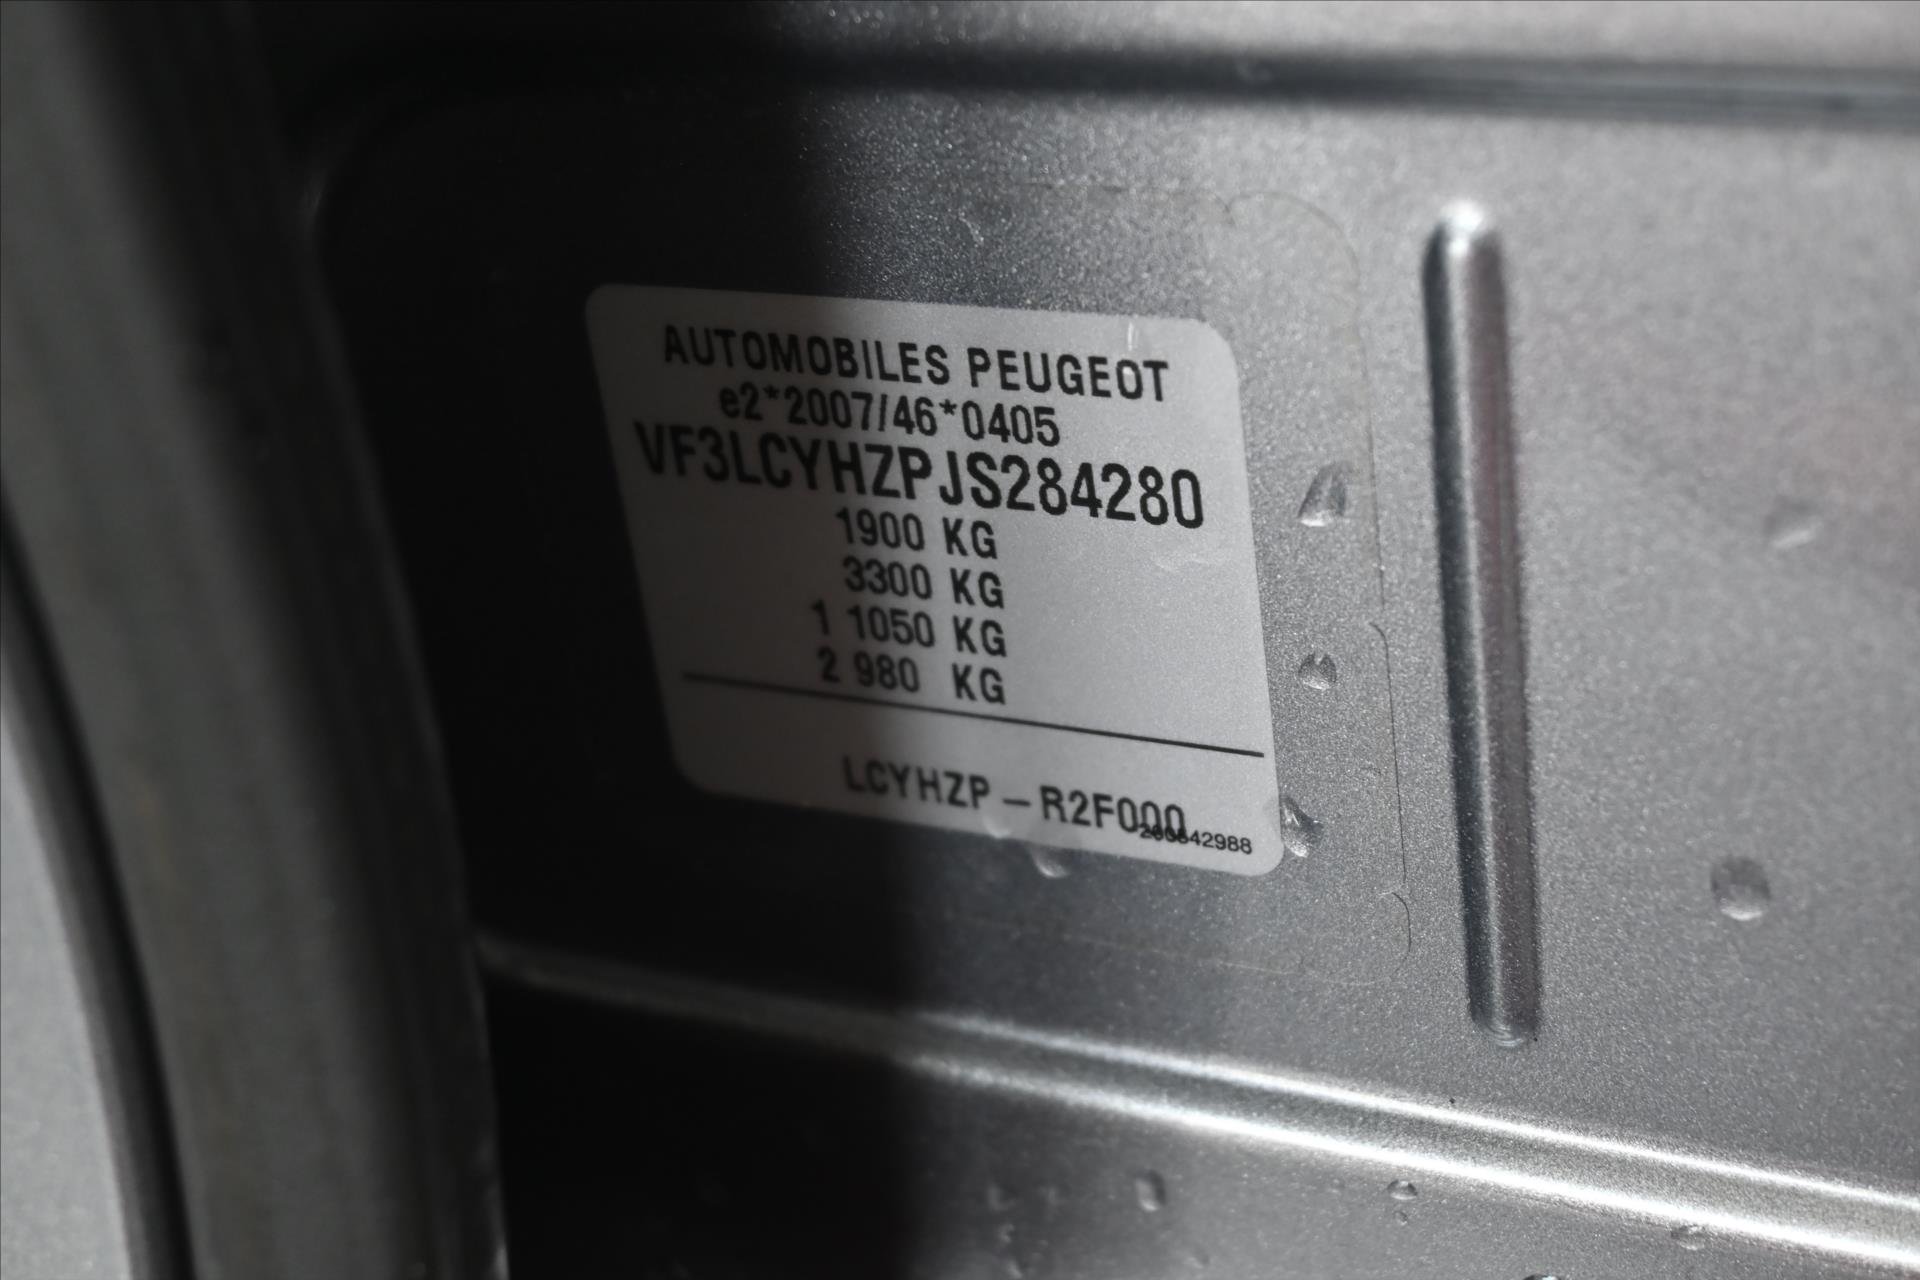 AUTOMOBILES PEUGEOT
e2*2007/46*0405
VF3LCYHZPJS284280
1900 KG
3300 KG
1 1050 KG
2 980 KG
LCYHZP – R2F000